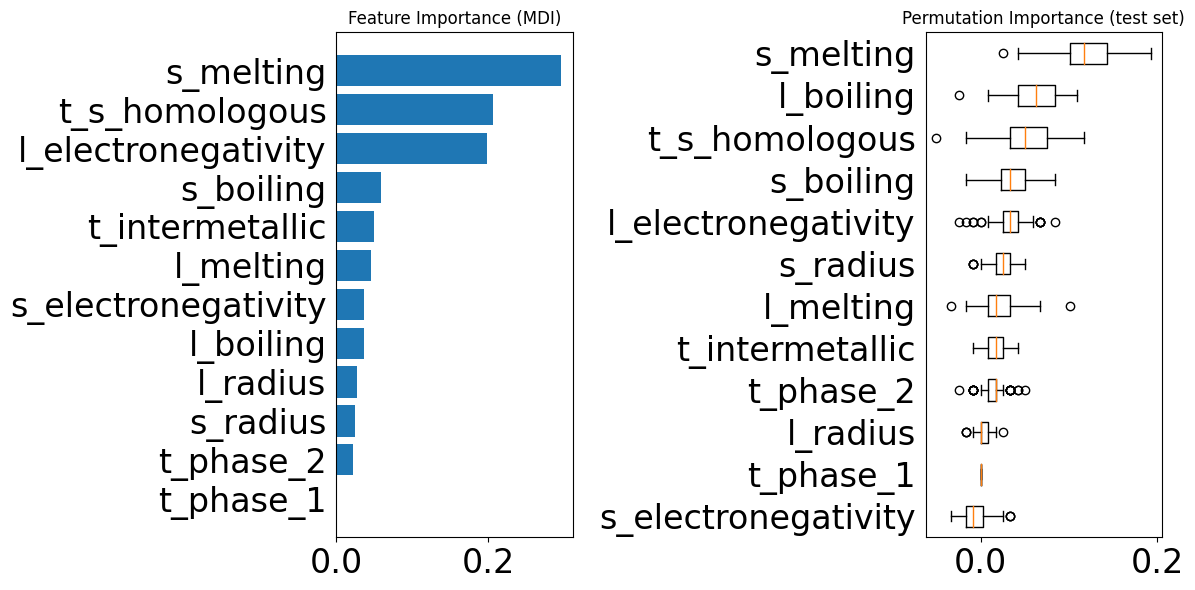 Feature Importance (MDI)
s_melting
t_s_homologous
l_electronegativity
s_boiling
t_intermetallic
l_melting
s_electronegativity
l_boiling
l_radius
s_radius
t_phase_2
t_phase_1
0.0 0.2
Permutation Importance (test set)
s_melting
l_boiling
t_s_homologous
s_boiling
l_electronegativity
s_radius
l_melting
t_intermetallic
t_phase_2
l_radius
t_phase_1
s_electronegativity
0.0 0.2